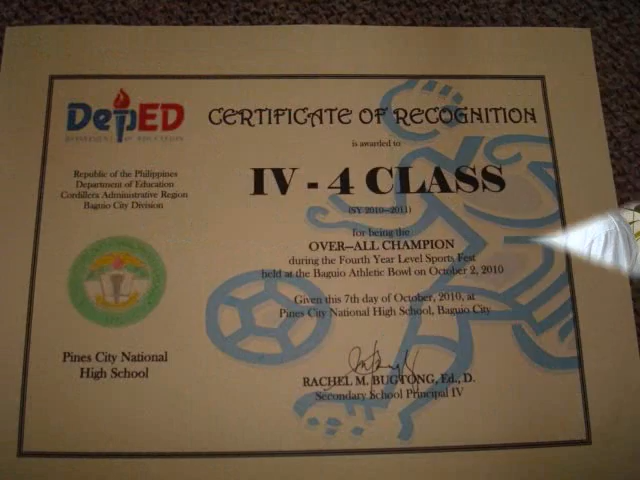 DepED
DEPARTMENT OF EDUCATION
Republic of the Philippines
Department of Education
Cordillera Administrative Region
Baguio City Division
Pines City National
High School
CERTIFICATE OF RECOGNITION
is awarded to
IV - 4 CLASS
(SY 2010–2011)
for being the
OVER—ALL CHAMPION
during the Fourth Year Level Sports Fest
held at the Baguio Athletic Bowl on October 2, 2010
Given this 7th day of October, 2010, at
Pines City National High School, Baguio City
RACHEL M. BUGTONG, Ed., D.
Secondary School Principal IV